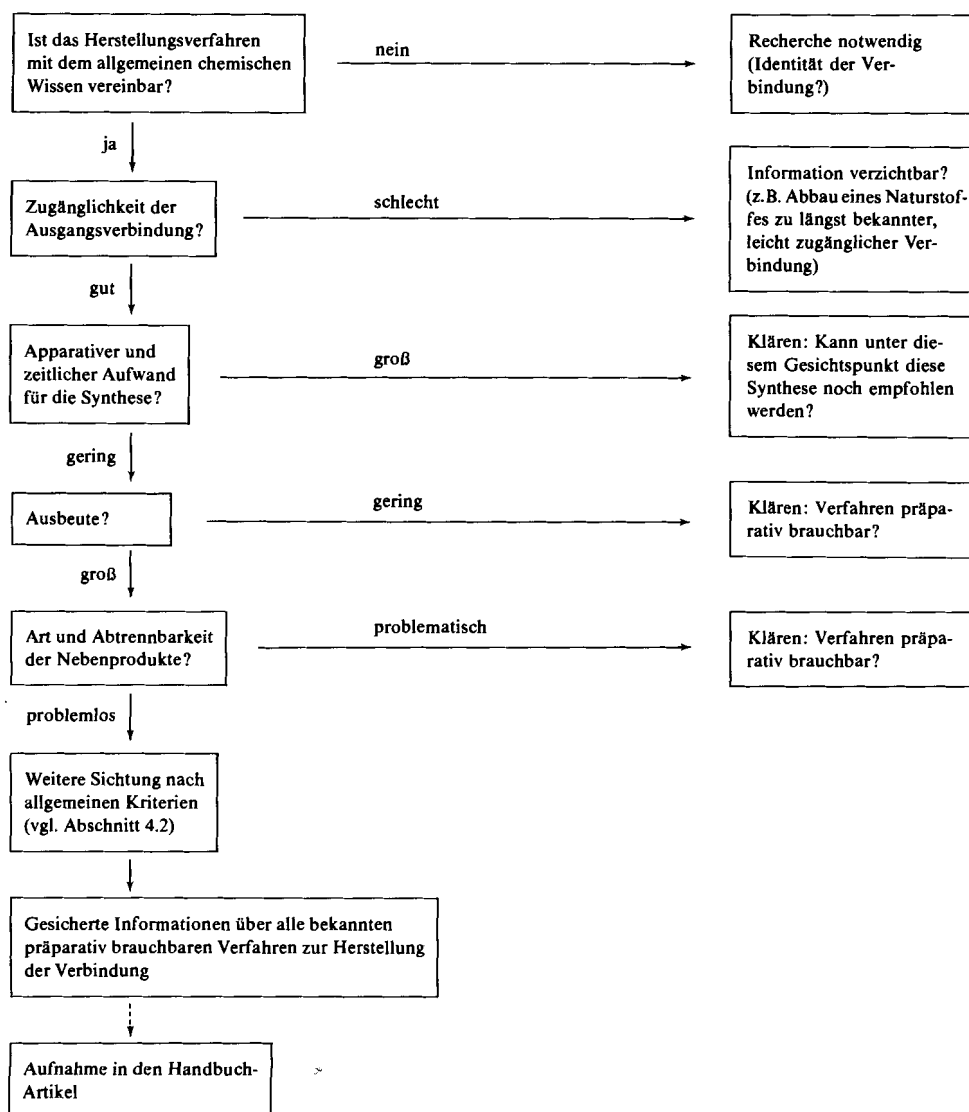 Ist das Herstellungsverfahren
mit dem allgemeinen chemischen
Wissen vereinbar?
nein
Recherche notwendig
(Identität der Ver-
bindung?)
ja
Zugänglichkeit der
Ausgangsverbindung?
schlecht
Information verzichtbar?
(z.B. Abbau eines Naturstof-
fes zu längst bekannter,
leicht zugänglicher Ver-
bindung)
gut
Apparativer und
zeitlicher Aufwand
für die Synthese?
groß
Klären: Kann unter die-
sem Gesichtspunkt diese
Synthese noch empfohlen
werden?
gering
Ausbeute?
gering
Klären: Verfahren präpa-
rativ brauchbar?
groß
Art und Abtrennbarkeit
der Nebenprodukte?
problematisch
Klären: Verfahren präpa-
rativ brauchbar?
problemlos
Weitere Sichtung nach
allgemeinen Kriterien
(vgl. Abschnitt 4.2)
Gesicherte Informationen über alle bekannten
präparativ brauchbaren Verfahren zur Herstellung
der Verbindung
Aufnahme in den Handbuch-
Artikel